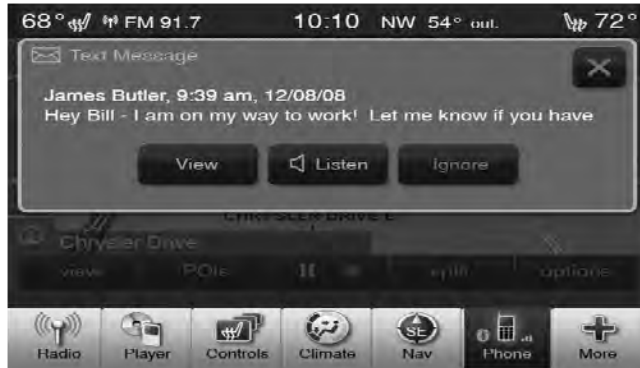 68° FM 91.7 10:10 NW 54° out. 72°
Text Message
James Butler, 9:39 am, 12/08/08
Hey Bill - I am on my way to work! Let me know if you have
View Listen Ignore
CHRYSLER DRIVE E
Chrysler Drive
view POIs split options
SE
Radio Player Controls Climate Nav Phone More